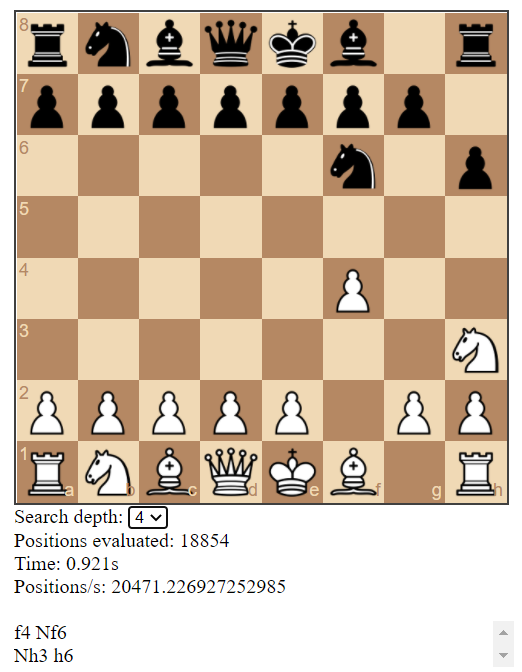 8
7
6
5
4
3
2
1 a b c d e f g h
Search depth: 4
Positions evaluated: 18854
Time: 0.921s
Positions/s: 20471.226927252985
f4 Nf6
Nh3 h6